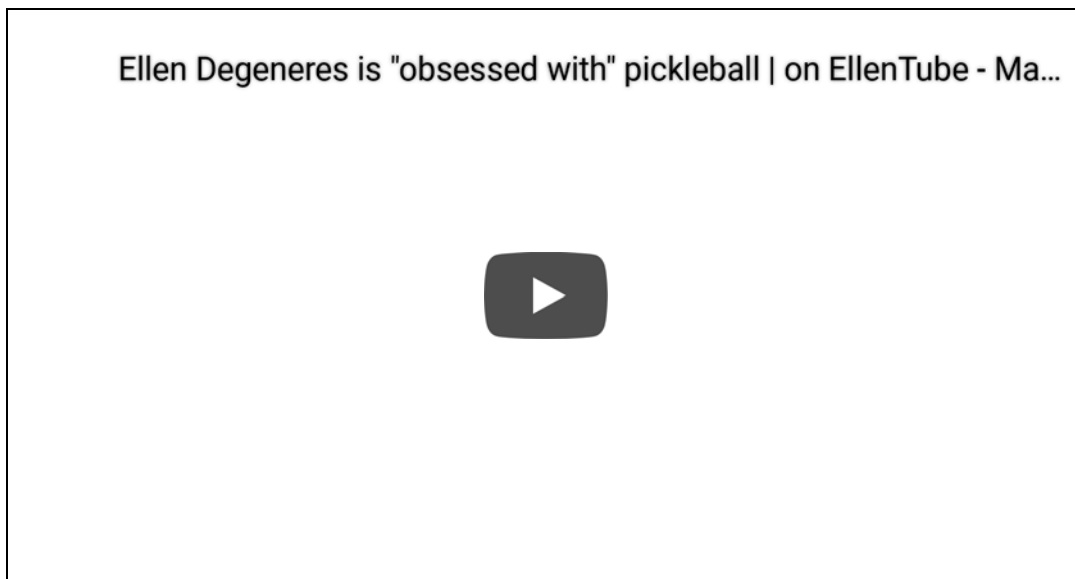 Ellen Degeneres is "obsessed with" pickleball | on EllenTube - Ma…